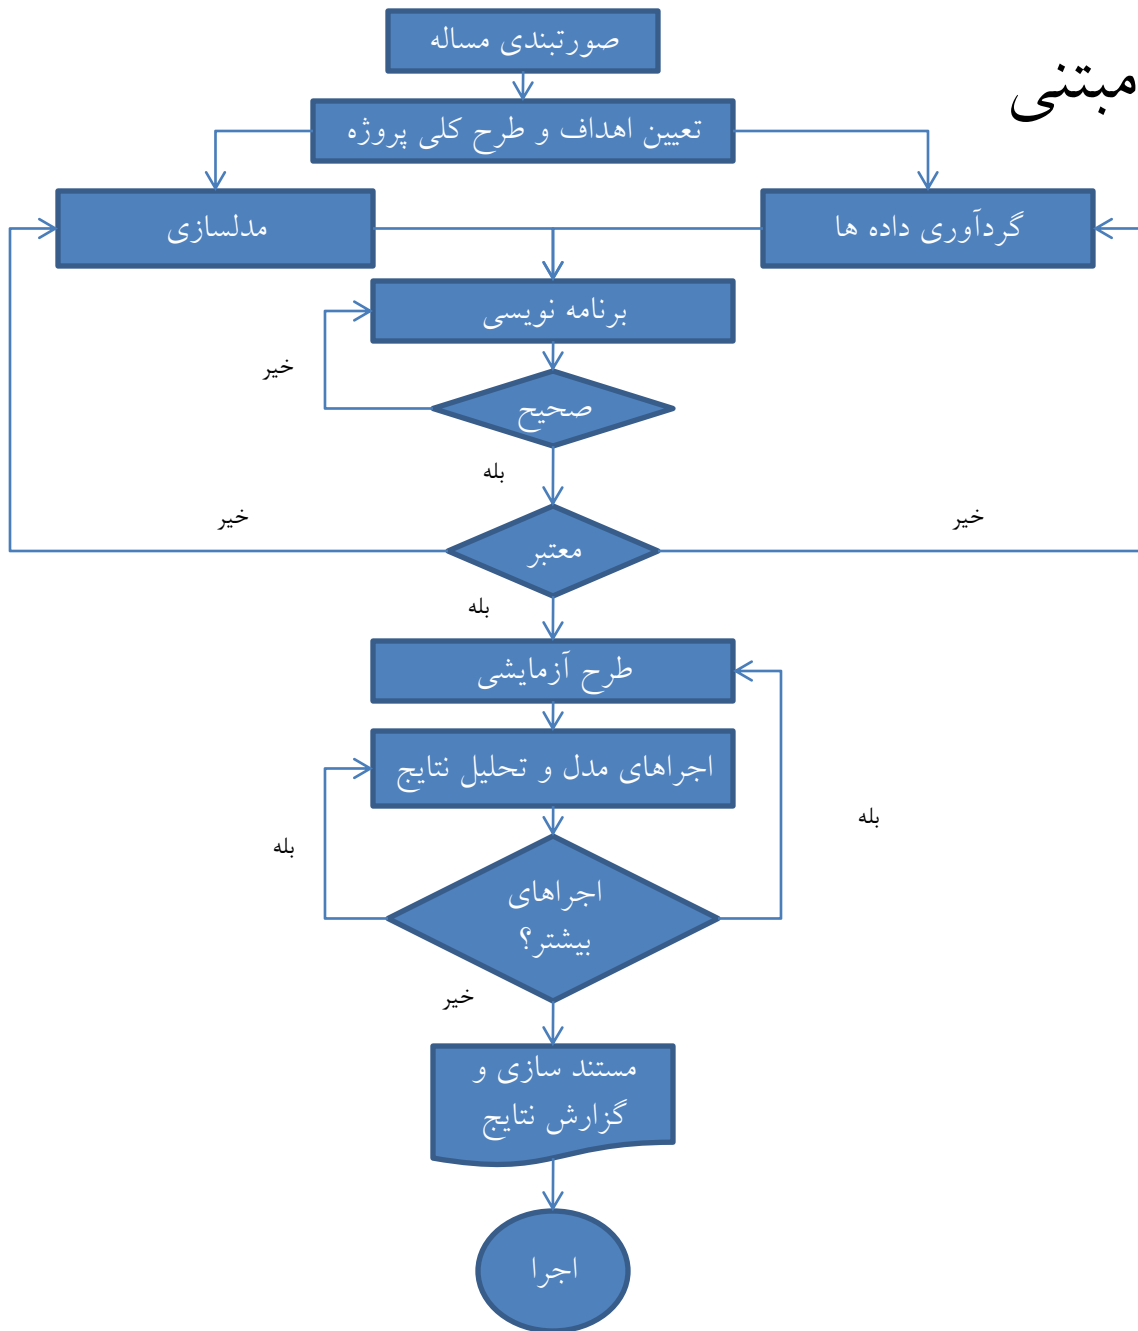 مبتنی
صورتبندی مساله
تعیین اهداف و طرح کلی پروژه
گردآوری داده ها
مدلسازی
برنامه نویسی
خیر
صحیح
بله
خیر
معتبر
خیر
بله
طرح آزمایشی
اجراهای مدل و تحلیل نتایج
بله
بله
اجراهای
بیشتر؟
خیر
مستند سازی و
گزارش نتایج
اجرا